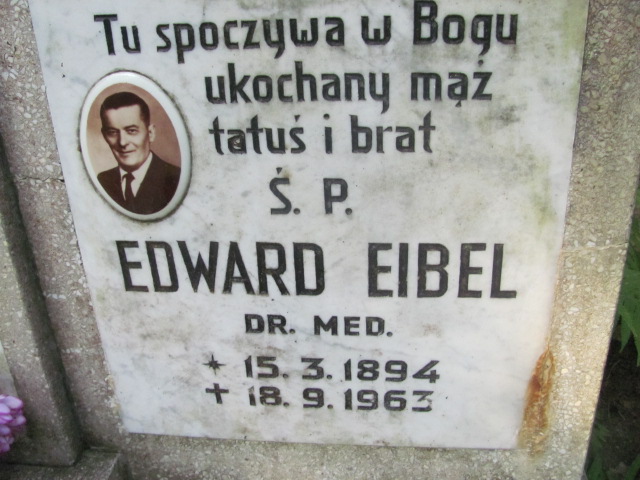 Tu spoczywa w Bogu
ukochany mąż
tatuś i brat
Ś. P.
EDWARD EIBEL
DR. MED.
* 15. 3. 1894
† 18. 9. 1963